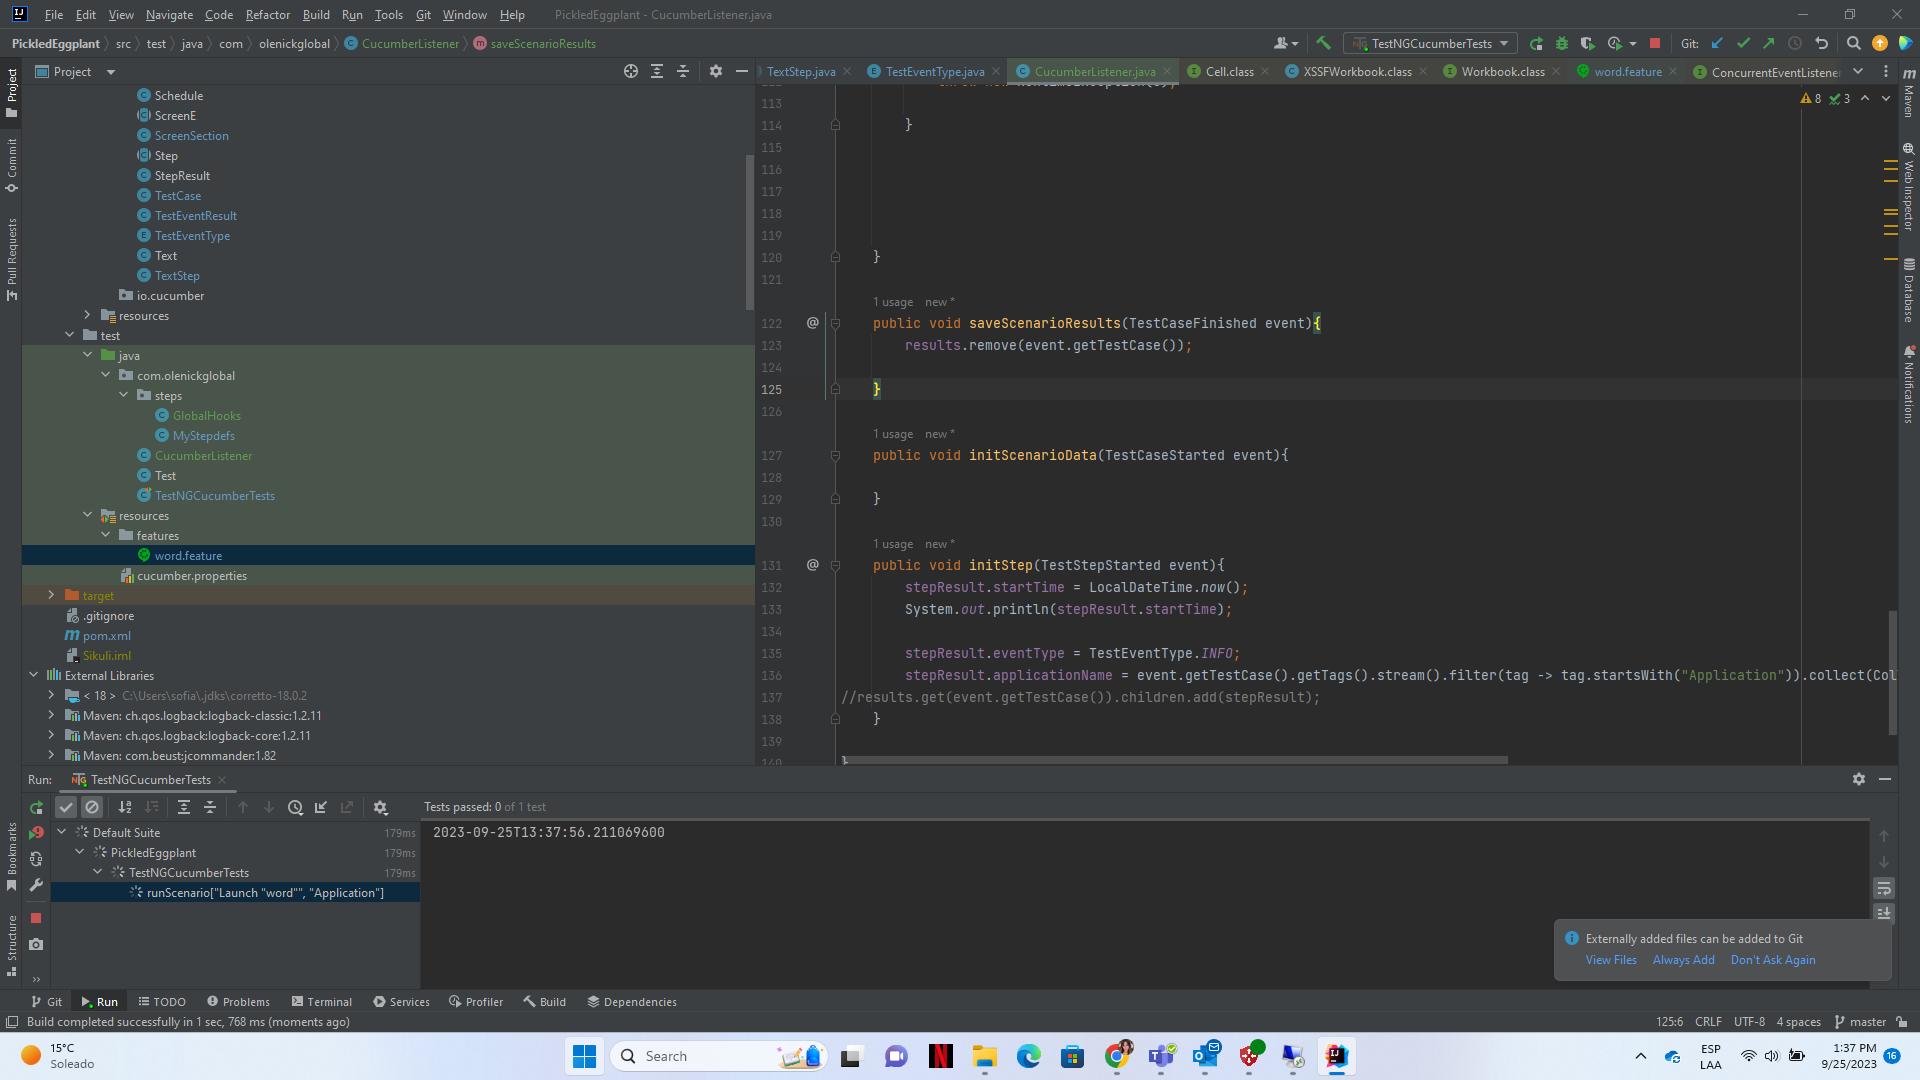 File Edit View Navigate Code Refactor Build Run Tools Git Window Help PickledEggplant - CucumberListener.java
PickledEggplant src test java com olenickglobal CucumberListener saveScenarioResults TestNGCucumberTests Git:
Project
TextStep.java TestEventType.java CucumberListener.java Cell.class XSSFWorkbook.class Workbook.class word.feature ConcurrentEventListene
Project
Commit
Pull Requests
Bookmarks
Structure
Schedule
ScreenE
ScreenSection
Step
StepResult
TestCase
TestEventResult
TestEventType
Text
TextStep
io.cucumber
resources
test
java
com.olenickglobal
steps
GlobalHooks
MyStepdefs
CucumberListener
Test
TestNGCucumberTests
resources
features
word.feature
cucumber.properties
target
.gitignore
pom.xml
Sikuli.iml
External Libraries
< 18 > C:\Users\sofia\.jdks\corretto-18.0.2
Maven: ch.qos.logback:logback-classic:1.2.11
Maven: ch.qos.logback:logback-core:1.2.11
Maven: com.beust:jcommander:1.82
8 3
113
114 }
115
116
117
118
119
120 }
121
1 usage new *
122 @ public void saveScenarioResults(TestCaseFinished event){
123 results.remove(event.getTestCase());
124
125 }
126
1 usage new *
127 public void initScenarioData(TestCaseStarted event){
128
129 }
130
1 usage new *
131 @ public void initStep(TestStepStarted event){
132 stepResult.startTime = LocalDateTime.now();
133 System.out.println(stepResult.startTime);
134
135 stepResult.eventType = TestEventType.INFO;
136 stepResult.applicationName = event.getTestCase().getTags().stream().filter(tag -> tag.startsWith("Application")).collect(Col
137 //results.get(event.getTestCase()).children.add(stepResult);
138 }
139
140 }
Maven
Web Inspector
Database
Notifications
Run: TestNGCucumberTests
Tests passed: 0 of 1 test
Default Suite 179ms
PickledEggplant 179ms
TestNGCucumberTests 179ms
runScenario["Launch "word"", "Application"]
2023-09-25T13:37:56.211069600
Externally added files can be added to Git
View Files Always Add Don't Ask Again
Git Run TODO Problems Terminal Services Profiler Build Dependencies
Build completed successfully in 1 sec, 768 ms (moments ago) 125:6 CRLF UTF-8 4 spaces master
15°C
Soleado
Search
ESP
LAA
1:37 PM
9/25/2023
16